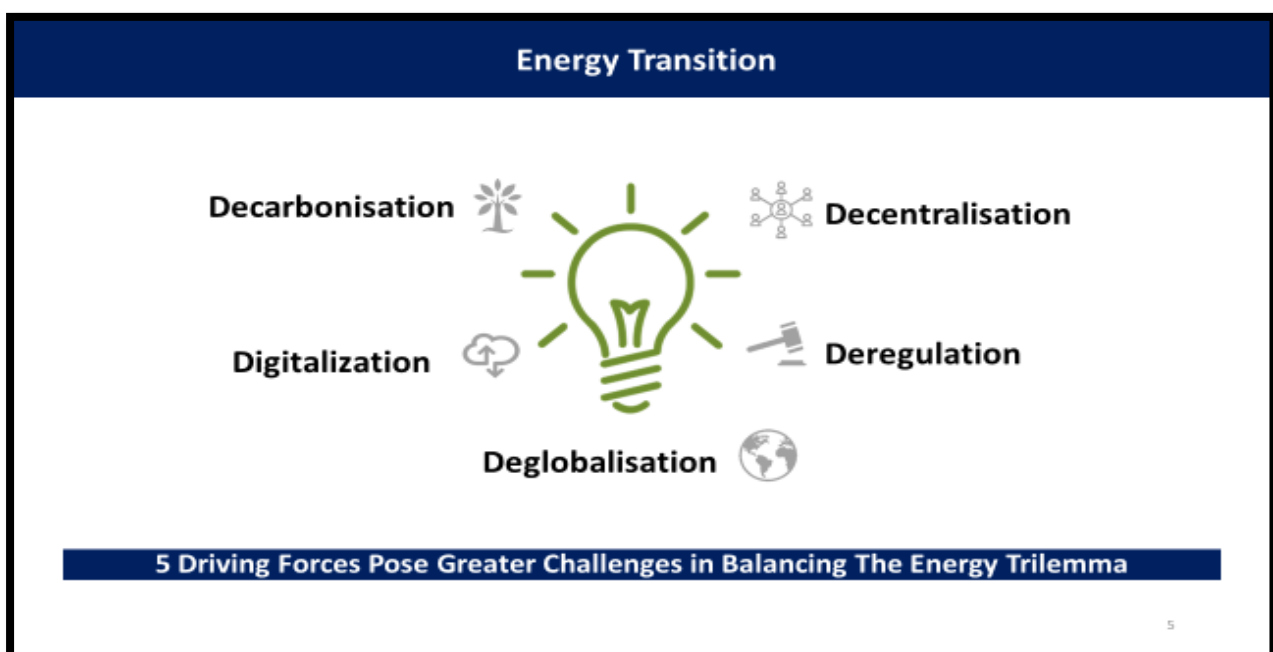 Energy Transition
Decarbonisation
Decentralisation
Digitalization
Deregulation
Deglobalisation
5 Driving Forces Pose Greater Challenges in Balancing The Energy Trilemma
5